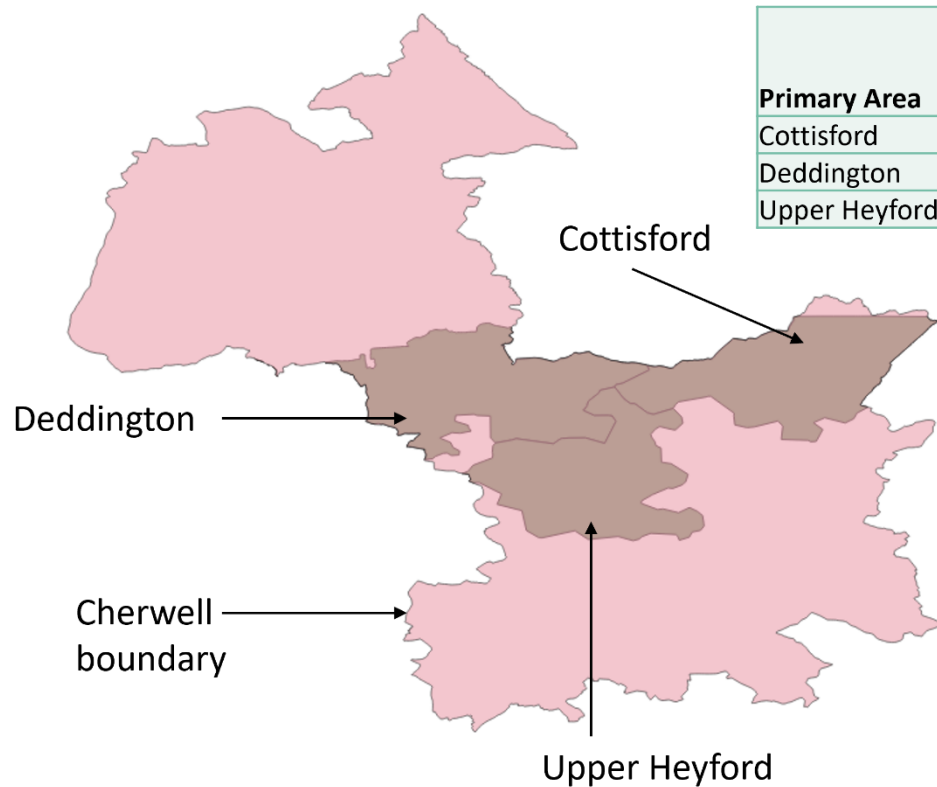 Primary Area
Cottisford
Deddington
Upper Heyford
Cottisford
Deddington
Cherwell
boundary
Upper Heyford